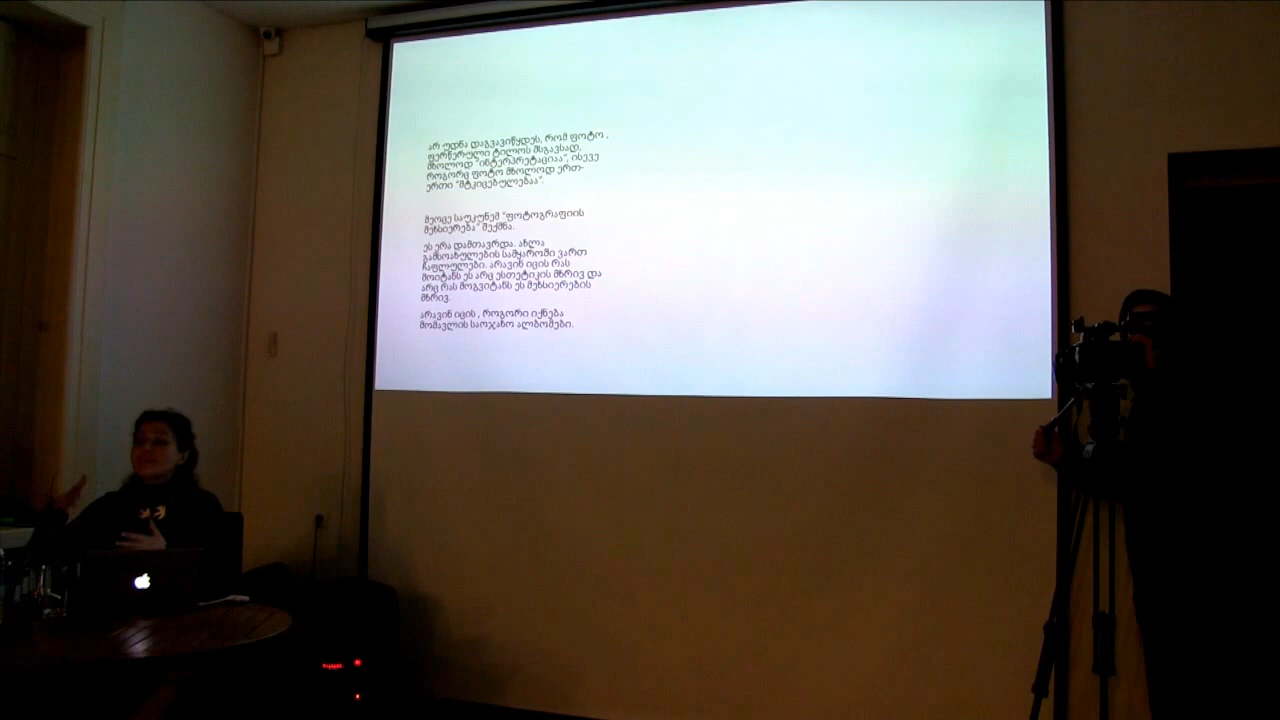 არ უდნა დაგვავიწყდეს, რომ ფოტო ,
ფერწერული ტილოს მსგავსად,
მხოლოდ "ინტერპრეტაციაა", ისევე
როგორც ფოტო მხოლოდ ერთ-
ერთი "მტკიცებულებაა".
მეოცე საუკუნემ "ფოტოგრაფიის
მეხსიერება" შექმნა.
ეს ერა დამთავრდა. ახლა
გამსოახულების სამყაროში ვართ
ჩაფლულები. არავინ იცის რას
მოიტანს ეს არც ესთეტიკის მხრივ და
არც რას მოგვიტანს ეს მეხსიერების
მხრივ.
არავინ იცის , როგორი იქნება
მომავლის საოჯახო ალბომები.